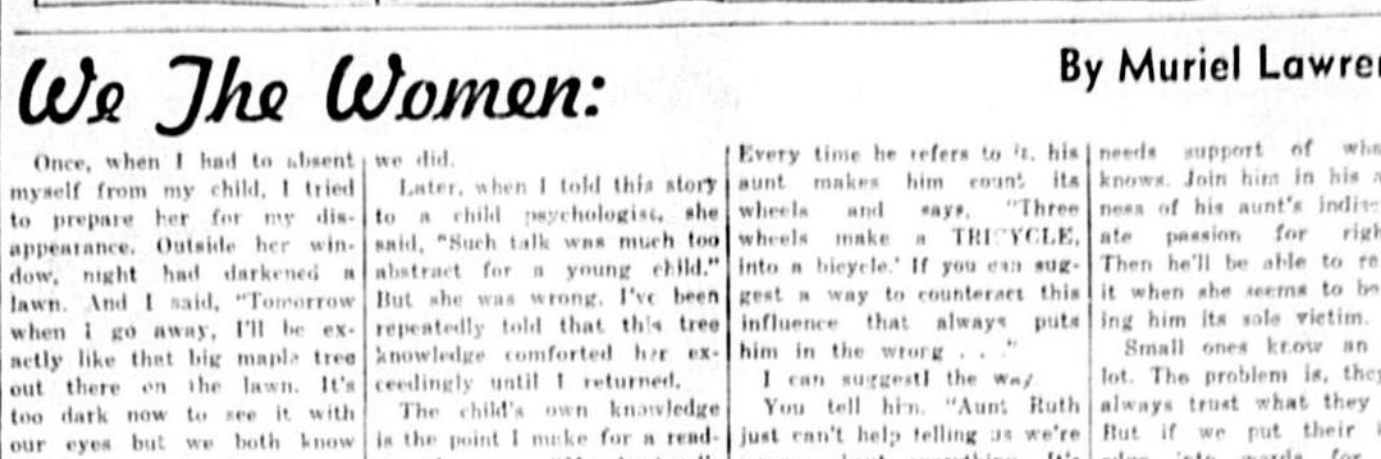 We The Women:
By Muriel Lawre
Once, when I had to absent
myself from my child, I tried
to prepare her for my dis-
appearance. Outside her win-
dow, night had darkened a
lawn. And I said, "Tomorrow
when I go away, I'll be ex-
actly like that big maple tree
out there on the lawn. It's
too dark now to see it with
our eyes but we both know
we did.
Later, when I told this story
to a child psychologist, she
said, "Such talk was much too
abstract for a young child."
But she was wrong. I've been
repeatedly told that this tree
knowledge comforted her ex-
ceedingly until I returned.
The child's own knowledge
is the point I make for a read-
Every time he refers to it, his
aunt makes him count its
wheels and says, "Three
wheels make a TRICYCLE,
into a bicycle.' If you can sug-
gest a way to counteract this
influence that always puts
him in the wrong . . ."
I can suggestI the way
You tell him. "Aunt Ruth
just can't help telling us we're
needs support of wha
knows. Join him in his a
ness of his aunt's indis
ate passion for righ
Then he'll be able to re
it when she seems to be
ing him its sole victim.
Small ones know an
lot. The problem is, they
always trust what they
But if we put their
words for